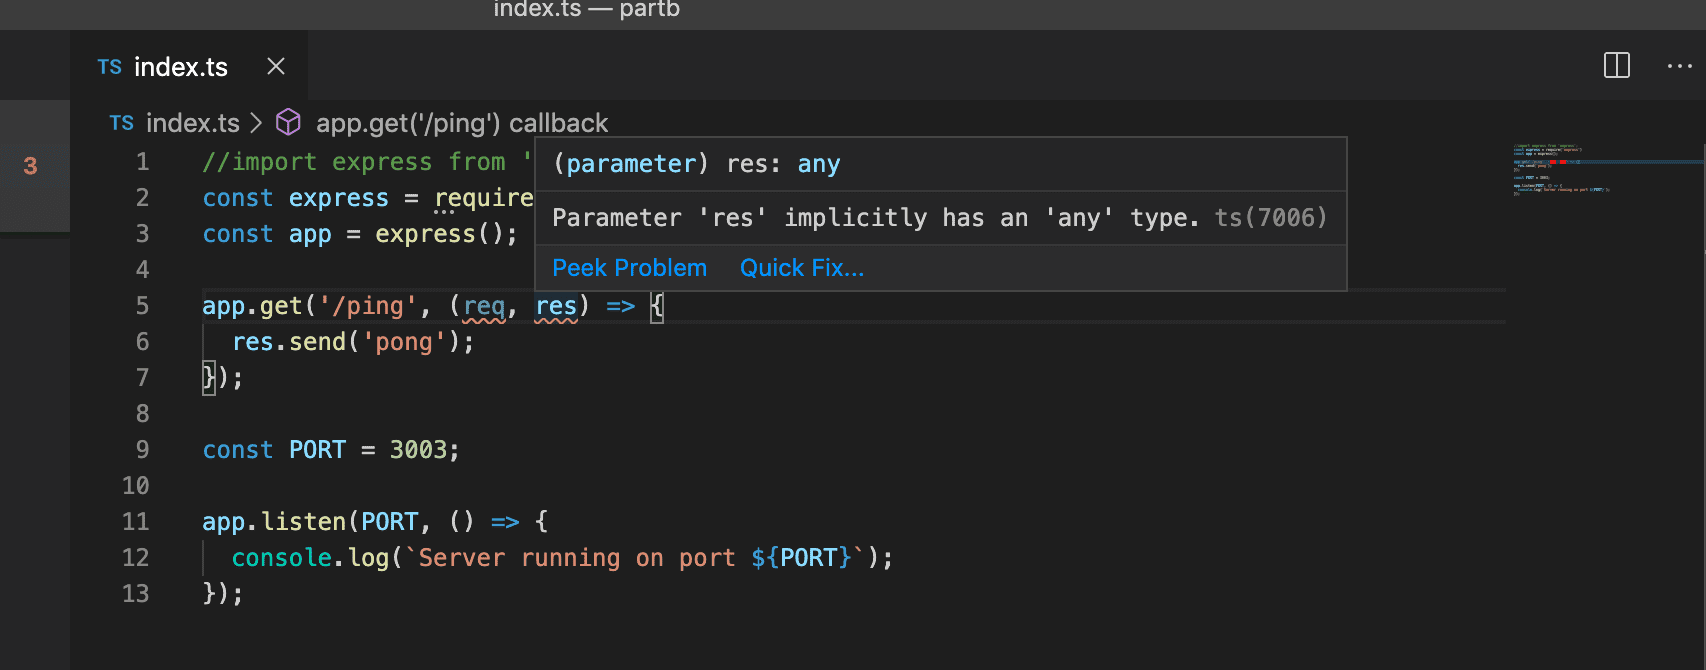 index.ts — partb
TS index.ts
TS index.ts > app.get('/ping') callback
3
1 //import express from '
2 const express = require
3 const app = express();
4
5 app.get('/ping', (req, res) => {
6 res.send('pong');
7 });
8
9 const PORT = 3003;
10
11 app.listen(PORT, () => {
12 console.log(`Server running on port ${PORT}`);
13 });
(parameter) res: any
Parameter 'res' implicitly has an 'any' type. ts(7006)
Peek Problem Quick Fix...